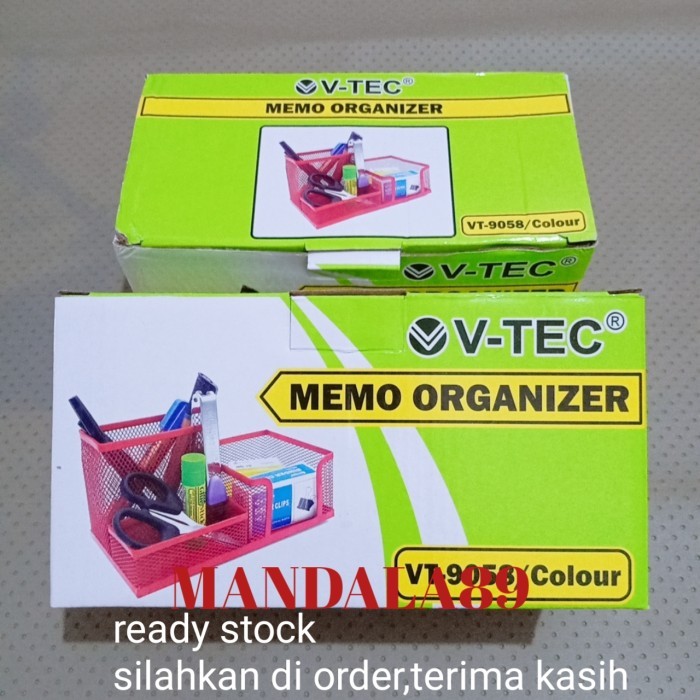 V-TEC®
MEMO ORGANIZER
VT-9058/Colour
V-TEC®
V-TEC®
MEMO ORGANIZER
CLIPS
VT-9058/Colour
MANDALA89
ready stock
silahkan di order,terima kasih